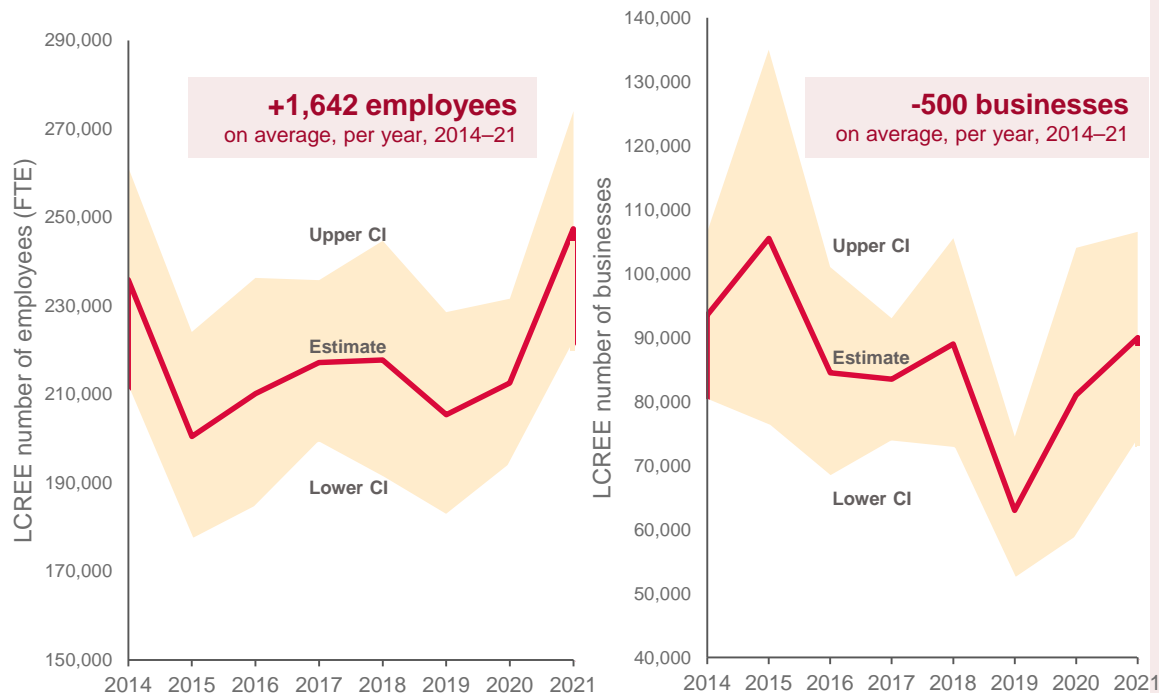 LCREE number of employees (FTE)
290,000
270,000
250,000
230,000
210,000
190,000
170,000
150,000
+1,642 employees
on average, per year, 2014–21
Upper CI
Estimate
Lower CI
2014 2015 2016 2017 2018 2019 2020 2021
LCREE number of businesses
140,000
130,000
120,000
110,000
100,000
90,000
80,000
70,000
60,000
50,000
40,000
-500 businesses
on average, per year, 2014–21
Upper CI
Estimate
Lower CI
2014 2015 2016 2017 2018 2019 2020 2021